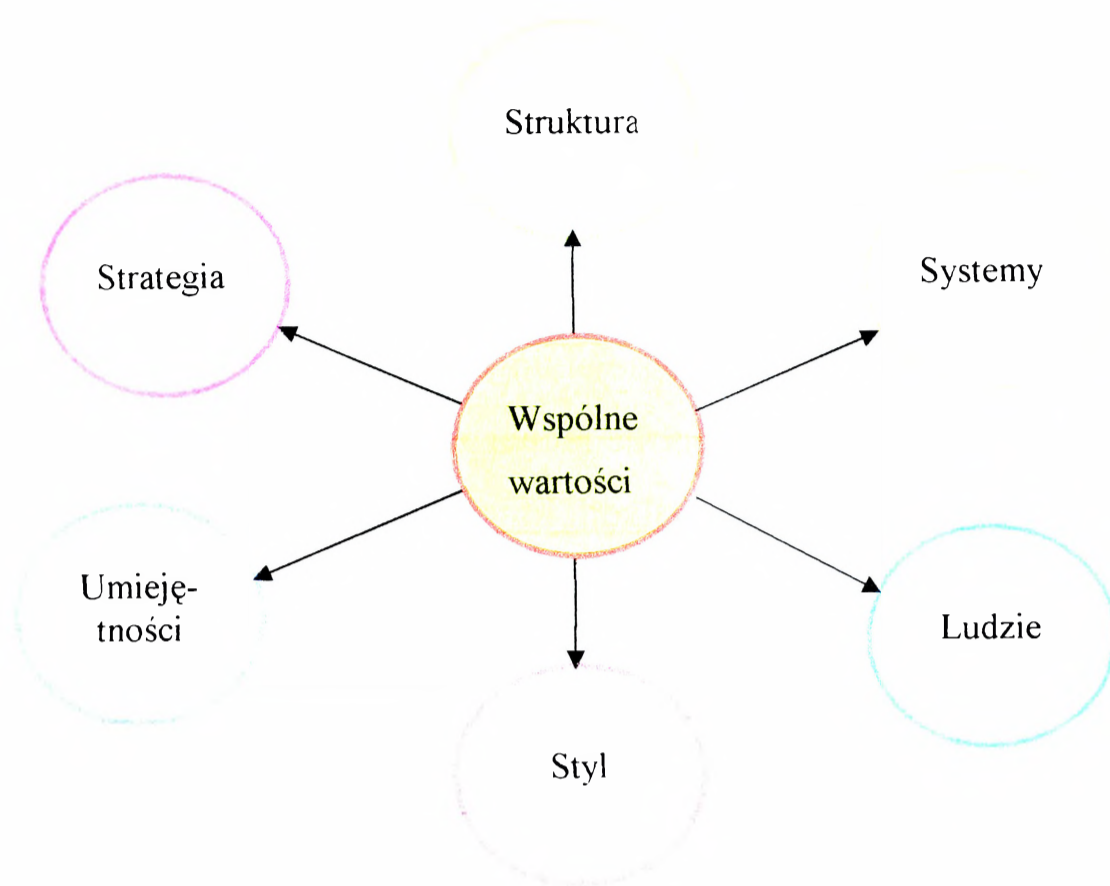 Struktura
Strategia
Systemy
Wspólne
wartości
Umieję-
tności
Ludzie
Styl